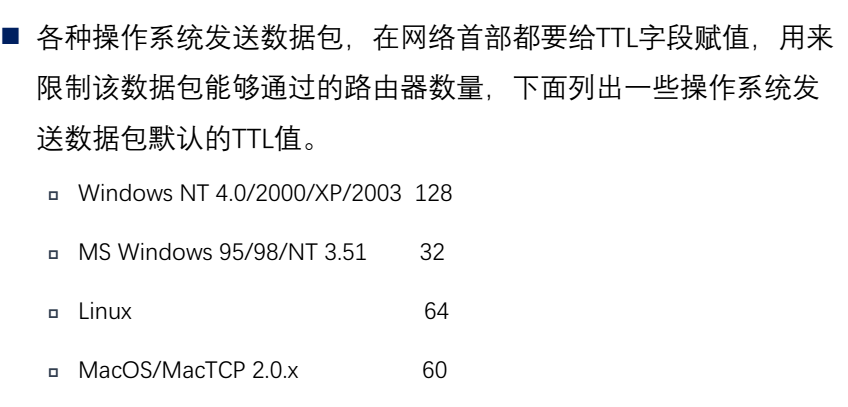 各种操作系统发送数据包，在网络首部都要给TTL字段赋值，用来
限制该数据包能够通过的路由器数量，下面列出一些操作系统发
送数据包默认的TTL值。
Windows NT 4.0/2000/XP/2003 128
MS Windows 95/98/NT 3.51 32
Linux 64
MacOS/MacTCP 2.0.x 60